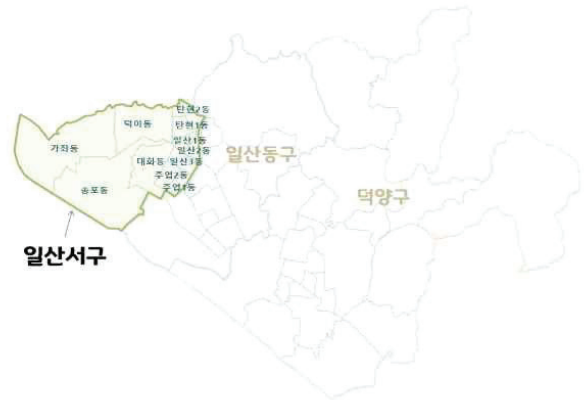 탄현2동
덕이동
탄현1동
가좌동
일산1동
일산2동
대화동
일산3동
주엽2동
송포동
주엽1동
일산서구
일산동구
덕양구